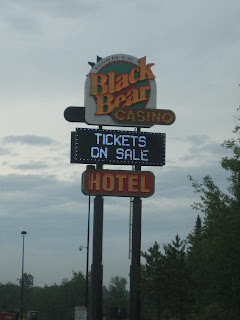 Black
Bear
CASINO
TICKETS
ON SALE
HOTEL